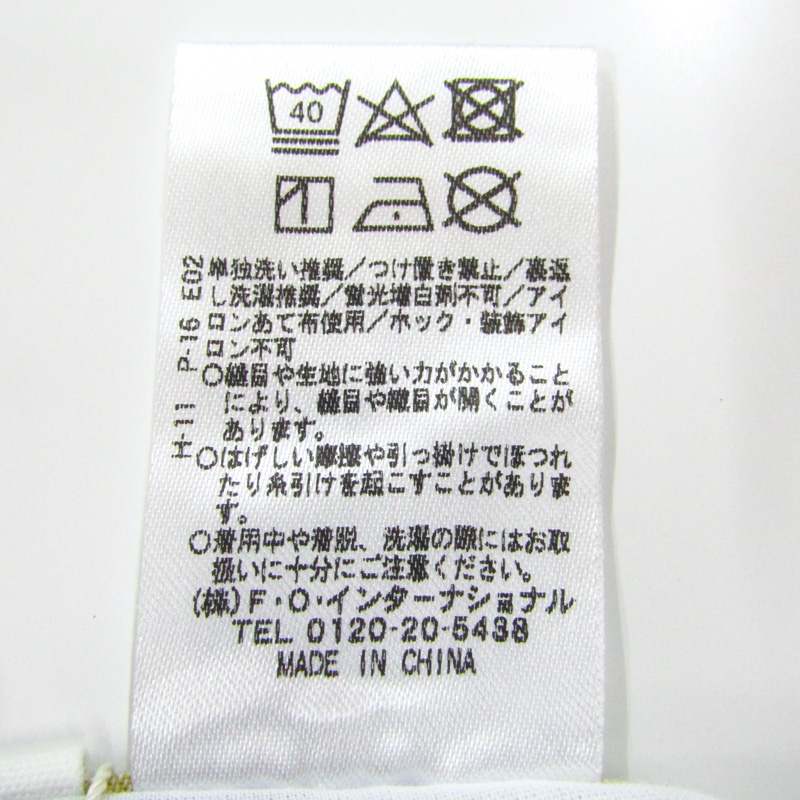 40
単独洗い推奨/つけ置き禁止/裏返
し洗濯推奨/蛍光増白剤不可/アイ
ロンあて布使用/ホック・装飾アイ
ロン不可
○縫目や生地に強い力がかかること
により、縫目や織目が開くことが
あります。
○はげしい摩擦や引っ掛けでほつれ
たり糸引けを起こすことがありま
す。
○着用中や着脱、洗濯の際にはお取
扱いに十分にご注意ください。
(株)F・O・インターナショナル
TEL 0120-20-5438
MADE IN CHINA
H-11 P-16 E02